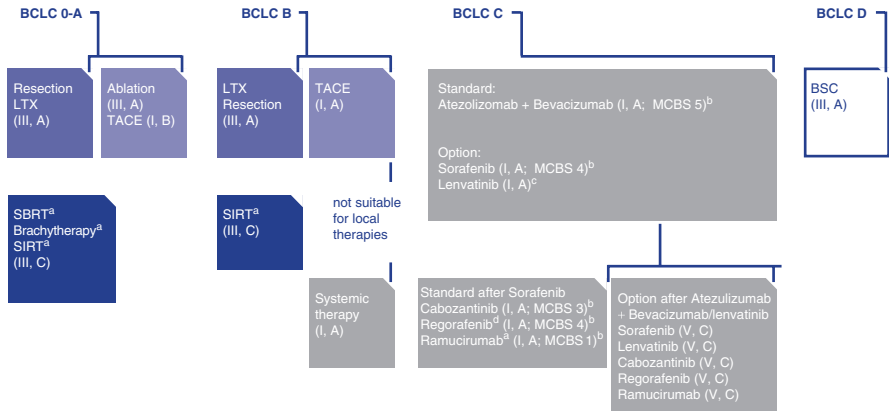 BCLC 0-A
Resection
LTX
(III, A)
Ablation
(III, A)
TACE (I, B)
SBRTa
Brachytherapya
SIRTa
(III, C)
BCLC B
LTX
Resection
(III, A)
TACE
(I, A)
SIRTa
(III, C)
not suitable
for local
therapies
Systemic
therapy
(I, A)
BCLC C
Standard:
Atezolizomab + Bevacizumab (I, A; MCBS 5)b
Option:
Sorafenib (I, A; MCBS 4)b
Lenvatinib (I, A)c
Standard after Sorafenib
Cabozantinib (I, A; MCBS 3)b
Regorafenibd (I, A; MCBS 4)b
Ramucirumaba (I, A; MCBS 1)b
Option after Atezulizumab
+ Bevacizumab/lenvatinib
Sorafenib (V, C)
Lenvatinib (V, C)
Cabozantinib (V, C)
Regorafenib (V, C)
Ramucirumab (V, C)
BCLC D
BSC
(III, A)